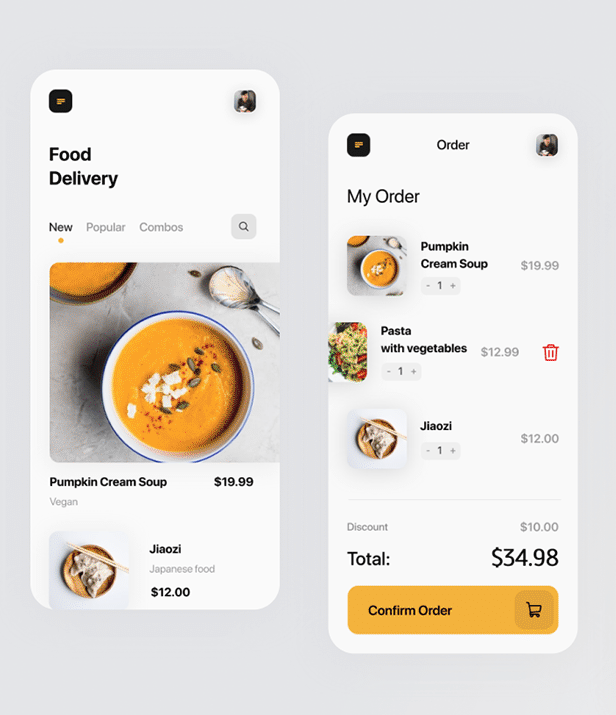 Food
Delivery
New Popular Combos
Pumpkin Cream Soup $19.99
Vegan
Jiaozi
Japanese food
$12.00
Order
My Order
Pumpkin
Cream Soup
$19.99
- 1 +
Pasta
with vegetables
$12.99
- 1 +
Jiaozi
$12.00
- 1 +
Discount $10.00
Total: $34.98
Confirm Order